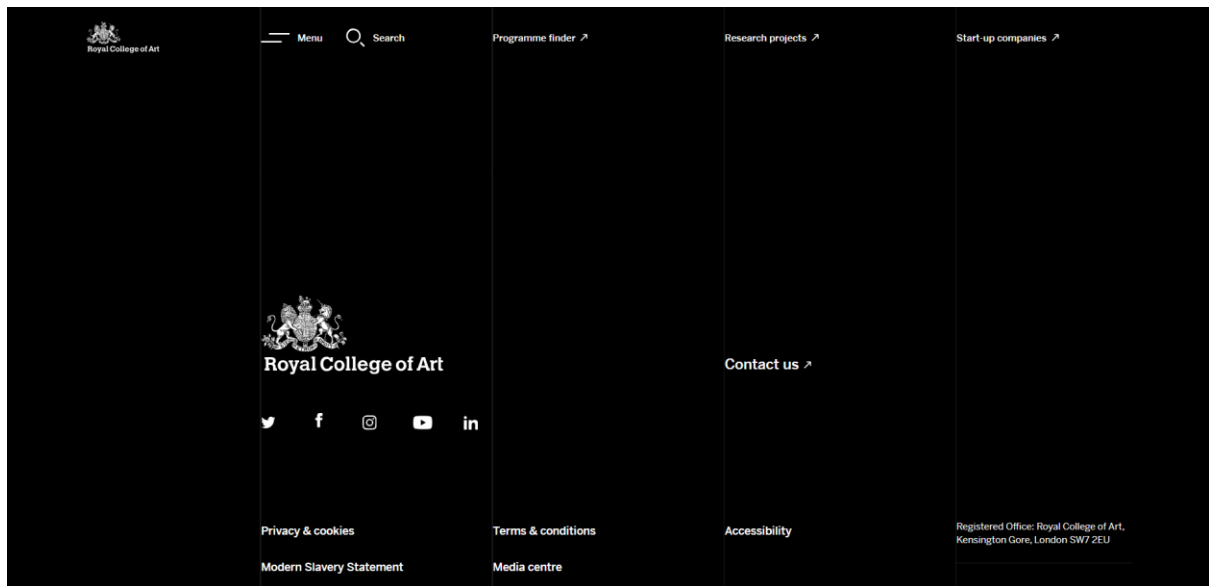 Royal College of Art
Menu
Search
Programme finder ↗
Research projects ↗
Start-up companies ↗
Royal College of Art
Contact us ↗
Privacy & cookies
Terms & conditions
Accessibility
Registered Office: Royal College of Art,
Kensington Gore, London SW7 2EU
Modern Slavery Statement
Media centre